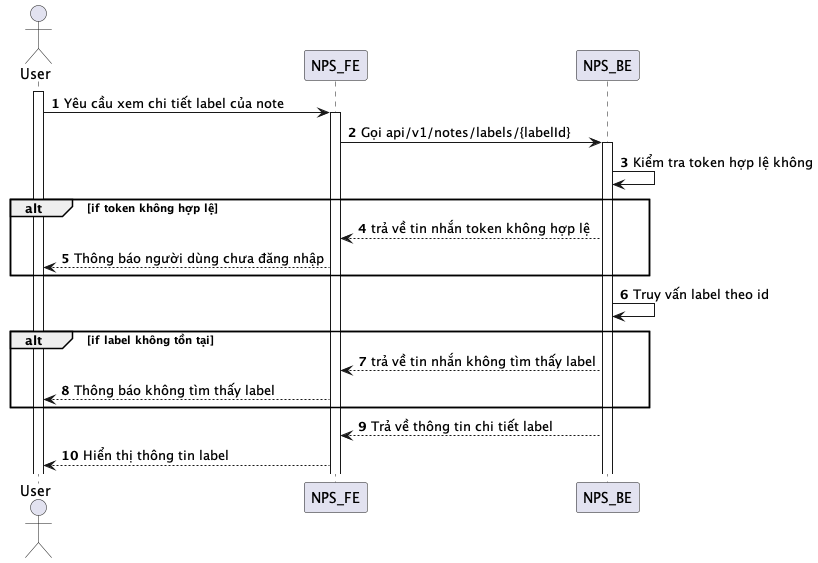 User
NPS_FE
NPS_BE
1 Yêu cầu xem chi tiết label của note
2 Gọi api/v1/notes/labels/{labelId}
3 Kiểm tra token hợp lệ không
alt [if token không hợp lệ]
4 trả về tin nhắn token không hợp lệ
5 Thông báo người dùng chưa đăng nhập
6 Truy vấn label theo id
alt [if label không tồn tại]
7 trả về tin nhắn không tìm thấy label
8 Thông báo không tìm thấy label
9 Trả về thông tin chi tiết label
10 Hiển thị thông tin label
User
NPS_FE
NPS_BE